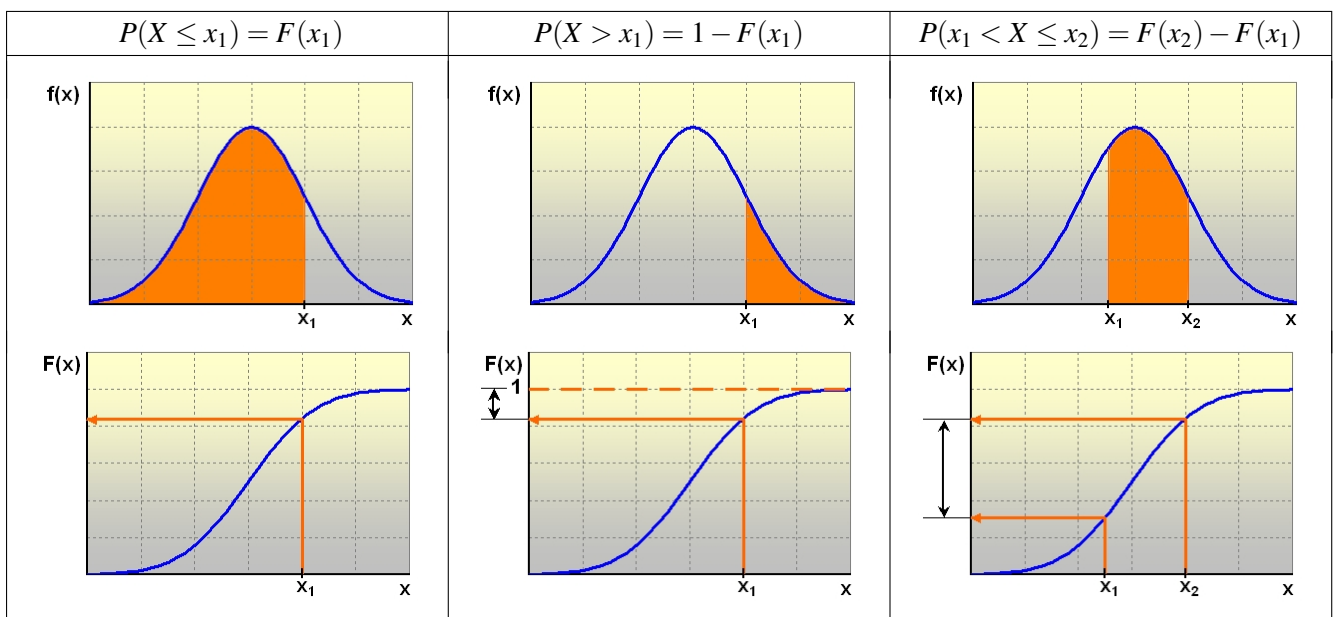 P(X ≤ x₁) = F(x₁)
P(X > x₁) = 1 − F(x₁)
P(x₁ < X ≤ x₂) = F(x₂) − F(x₁)
f(x)
x₁
x
f(x)
x₁
x
f(x)
x₁
x₂
x
F(x)
x₁
x
F(x)
1
x₁
x
F(x)
x₁
x₂
x